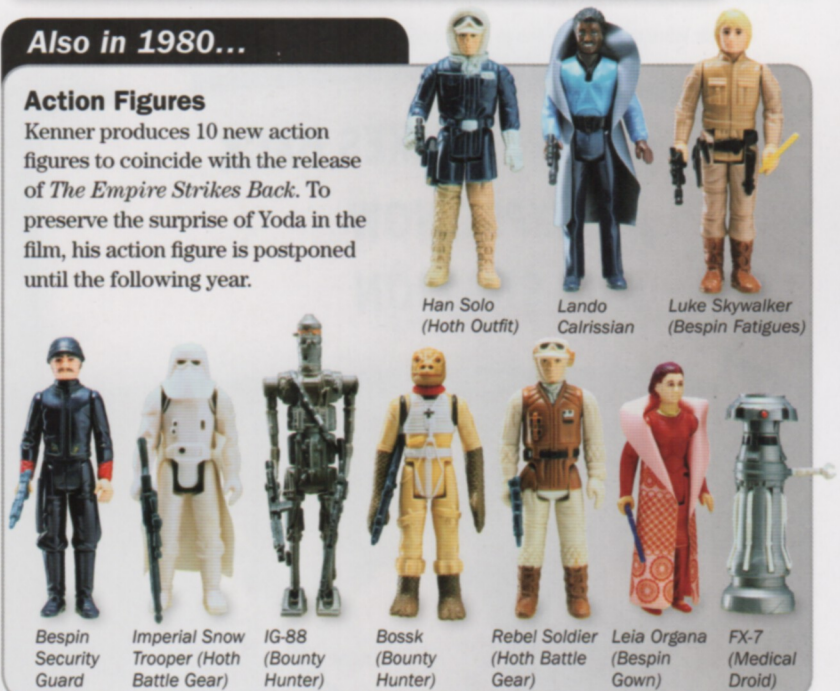 Also in 1980...
Action Figures
Kenner produces 10 new action
figures to coincide with the release
of The Empire Strikes Back. To
preserve the surprise of Yoda in the
film, his action figure is postponed
until the following year.
Han Solo
(Hoth Outfit)
Lando
Calrissian
Luke Skywalker
(Bespin Fatigues)
Bespin
Security
Guard
Imperial Snow
Trooper (Hoth
Battle Gear)
IG-88
(Bounty
Hunter)
Bossk
(Bounty
Hunter)
Rebel Soldier
(Hoth Battle
Gear)
Leia Organa
(Bespin
Gown)
FX-7
(Medical
Droid)